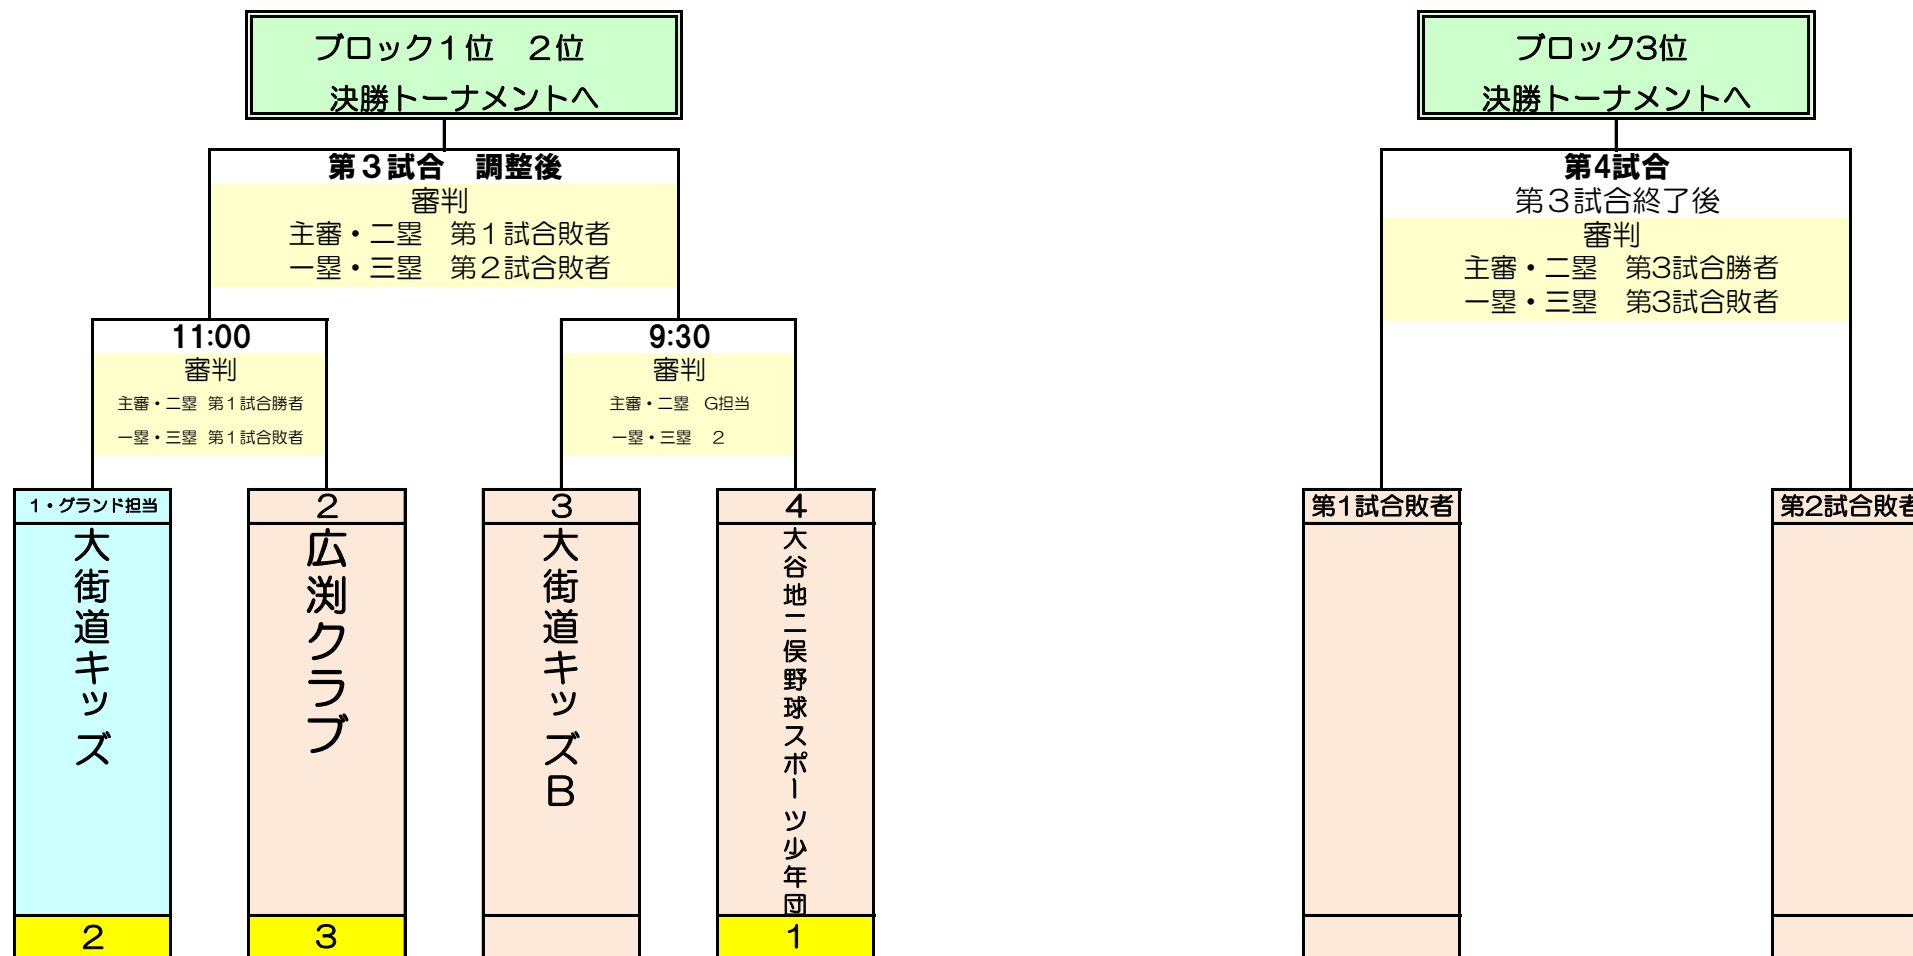 ブロック１位　２位
決勝トーナメントへ
第３試合　調整後
審判
主審・二塁　第１試合敗者
一塁・三塁　第２試合敗者
11:00
審判
主審・二塁 第１試合勝者
一塁・三塁 第１試合敗者
9:30
審判
主審・二塁　G担当
一塁・三塁　２
1・グランド担当
大街道キッズ
2
2
広渕クラブ
3
3
大街道キッズB
4
大谷地二俣野球スポーツ少年団
1
ブロック3位
決勝トーナメントへ
第4試合
第３試合終了後
審判
主審・二塁　第3試合勝者
一塁・三塁　第3試合敗者
第1試合敗者
第2試合敗者